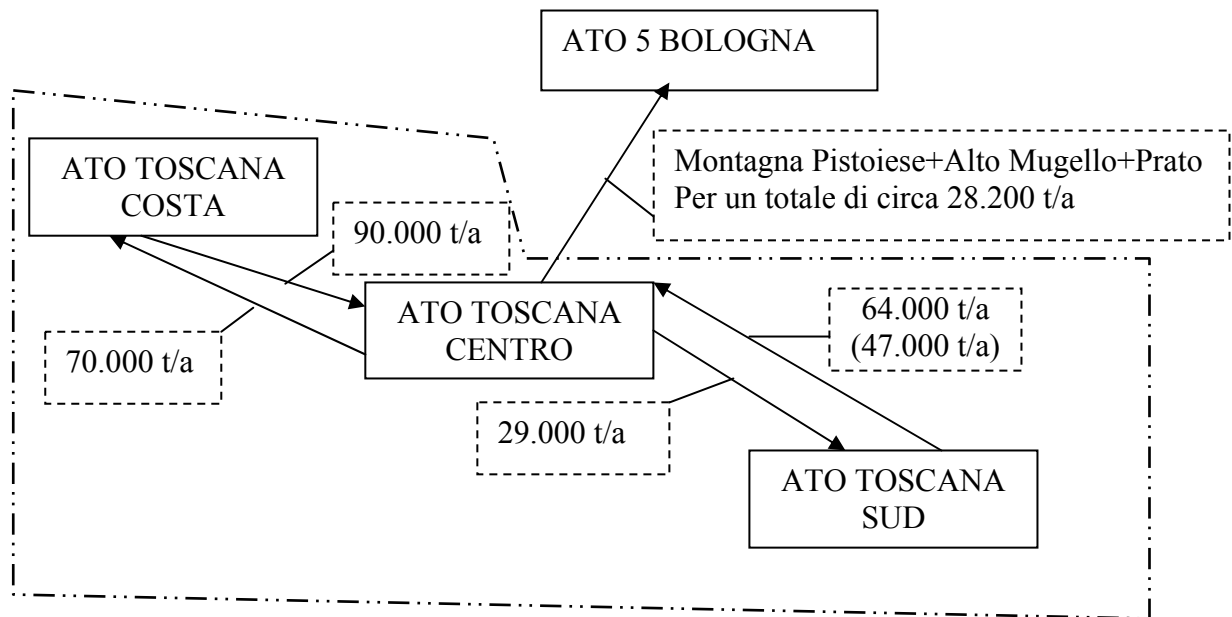 ATO 5 BOLOGNA
Montagna Pistoiese+Alto Mugello+Prato
Per un totale di circa 28.200 t/a
ATO TOSCANA
COSTA
90.000 t/a
ATO TOSCANA
CENTRO
64.000 t/a
(47.000 t/a)
70.000 t/a
29.000 t/a
ATO TOSCANA
SUD